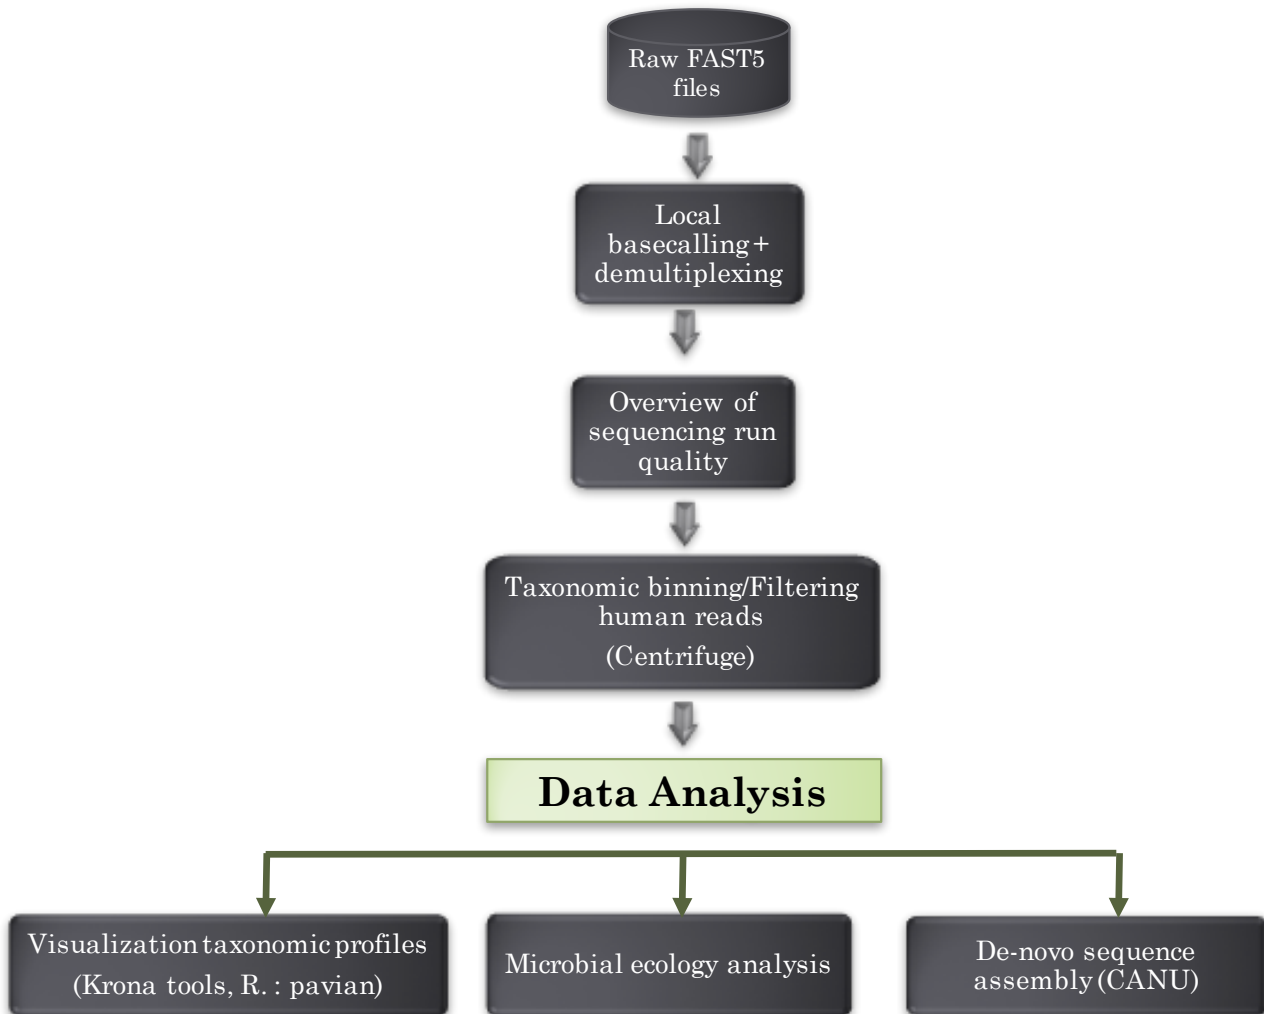 Raw FAST5
files
Local
basecalling+
demultiplexing
Overview of
sequencing run
quality
Taxonomic binning/Filtering
human reads
(Centrifuge)
Data Analysis
Visualization taxonomic profiles
(Krona tools, R. : pavian)
Microbial ecology analysis
De-novo sequence
assembly (CANU)